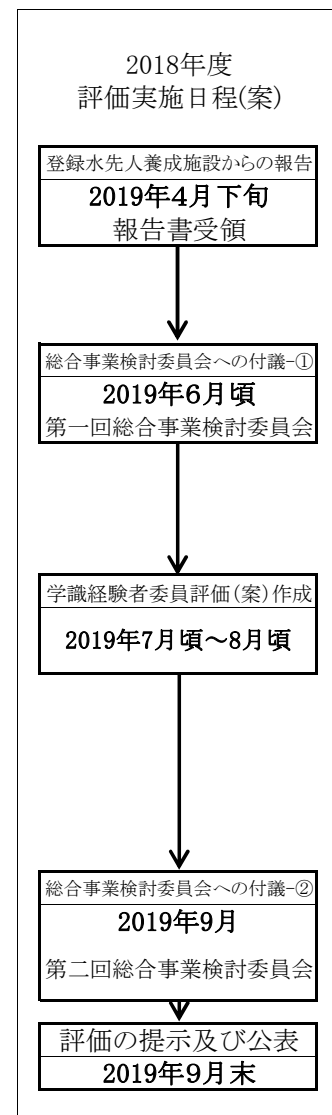 2018年度
評価実施日程(案)
登録水先人養成施設からの報告
2019年4月下旬
報告書受領
総合事業検討委員会への付議-①
2019年6月頃
第一回総合事業検討委員会
学識経験者委員評価(案)作成
2019年7月頃～8月頃
総合事業検討委員会への付議-②
2019年9月
第二回総合事業検討委員会
評価の提示及び公表
2019年9月末